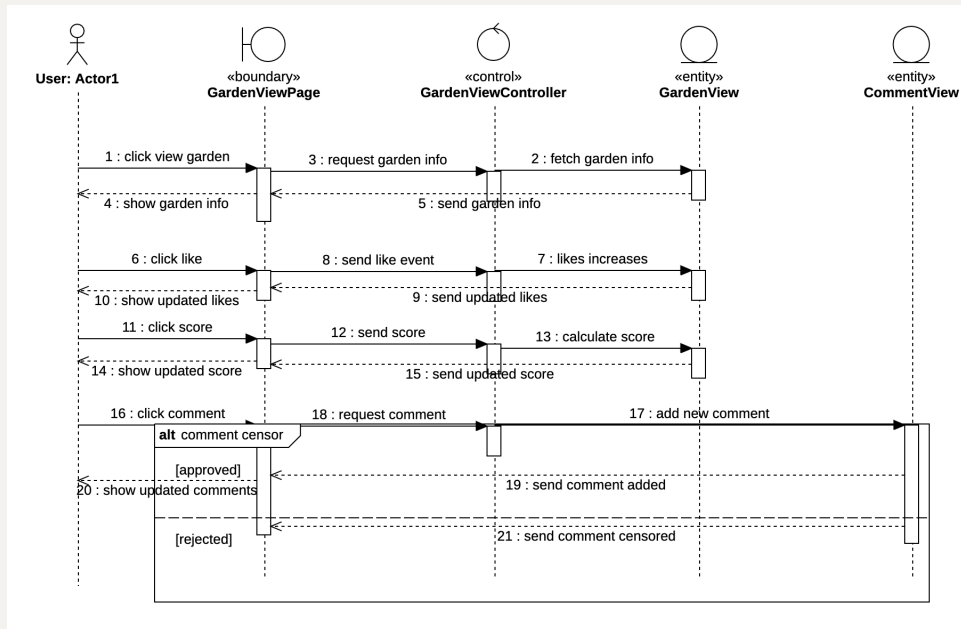 User: Actor1
«boundary»
GardenViewPage
«control»
GardenViewController
«entity»
GardenView
«entity»
CommentView
1 : click view garden
3 : request garden info
2 : fetch garden info
4 : show garden info
5 : send garden info
6 : click like
8 : send like event
7 : likes increases
10 : show updated likes
9 : send updated likes
11 : click score
12 : send score
13 : calculate score
14 : show updated score
15 : send updated score
16 : click comment
18 : request comment
17 : add new comment
alt comment censor
[approved]
20 : show updated comments
19 : send comment added
[rejected]
21 : send comment censored